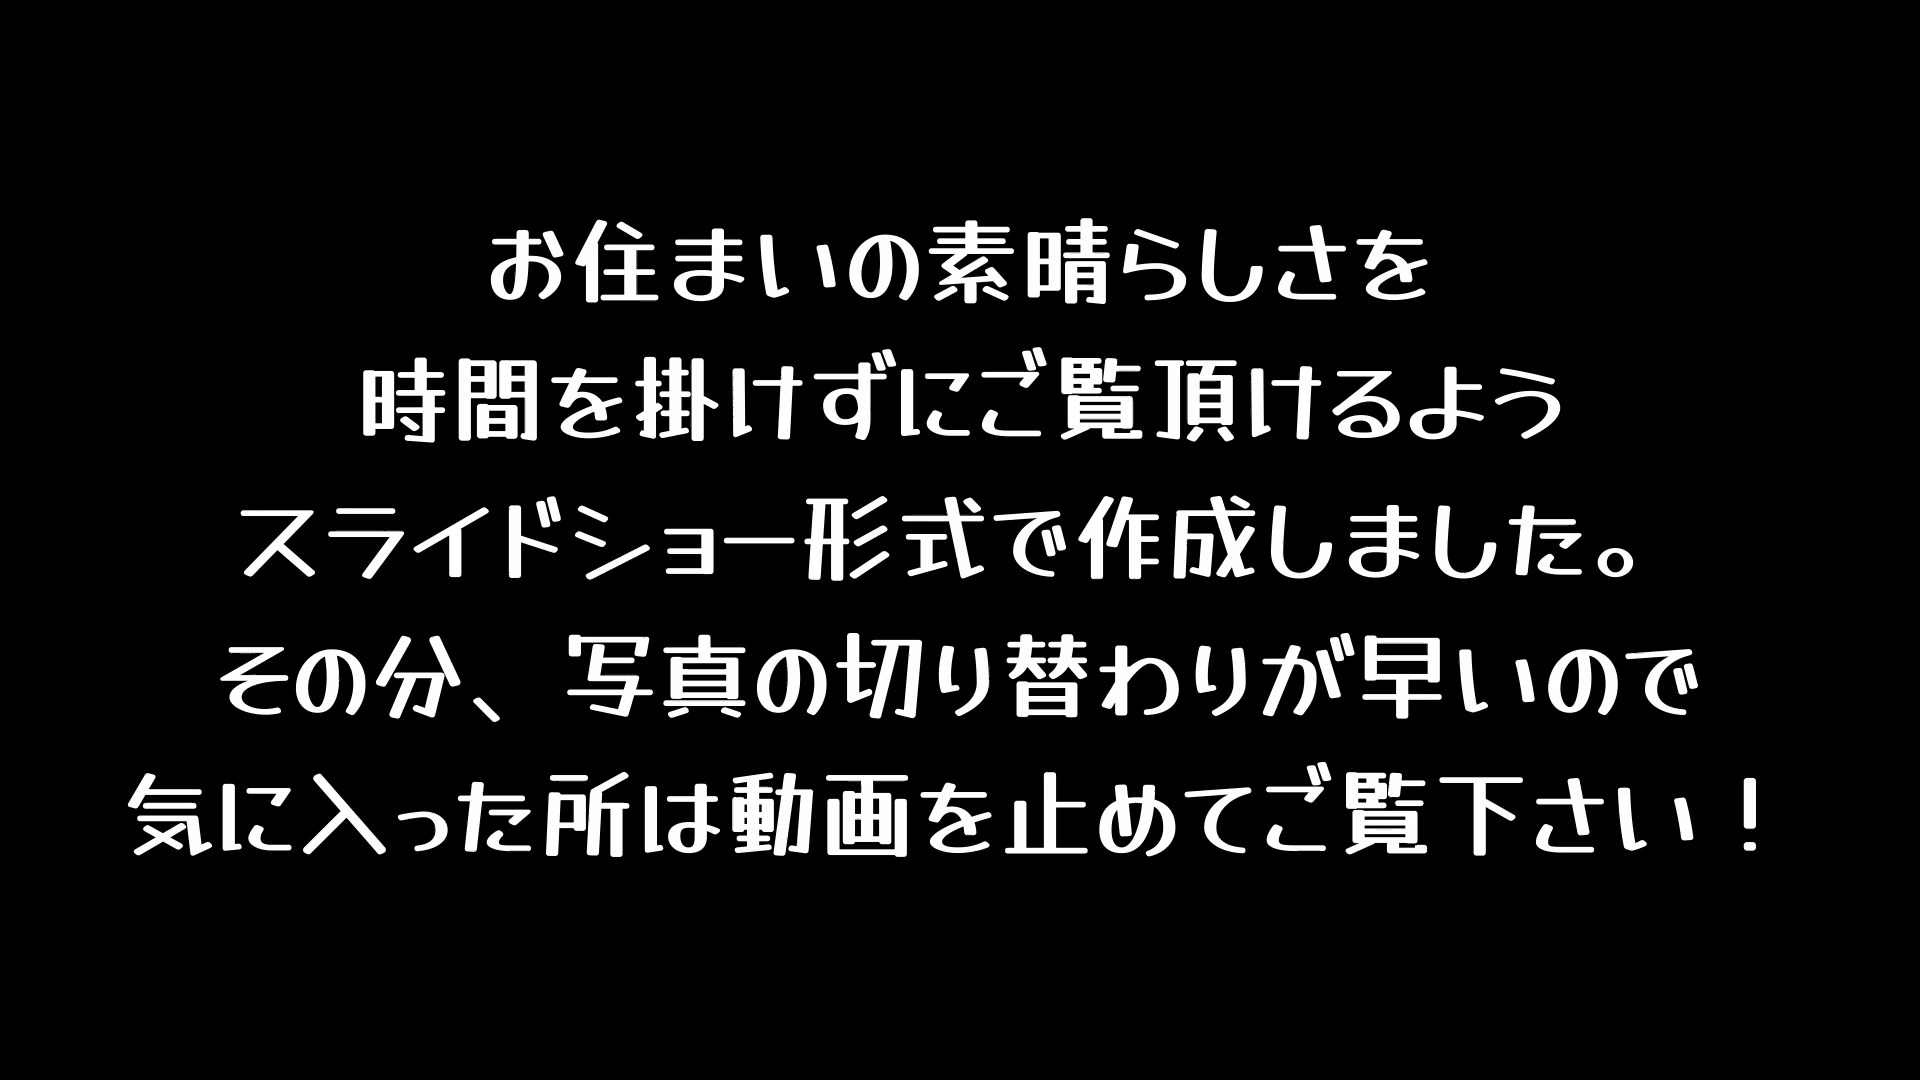 お住まいの素晴らしさを
時間を掛けずにご覧頂けるよう
スライドショー形式で作成しました。
その分、写真の切り替わりが早いので
気に入った所は動画を止めてご覧下さい！